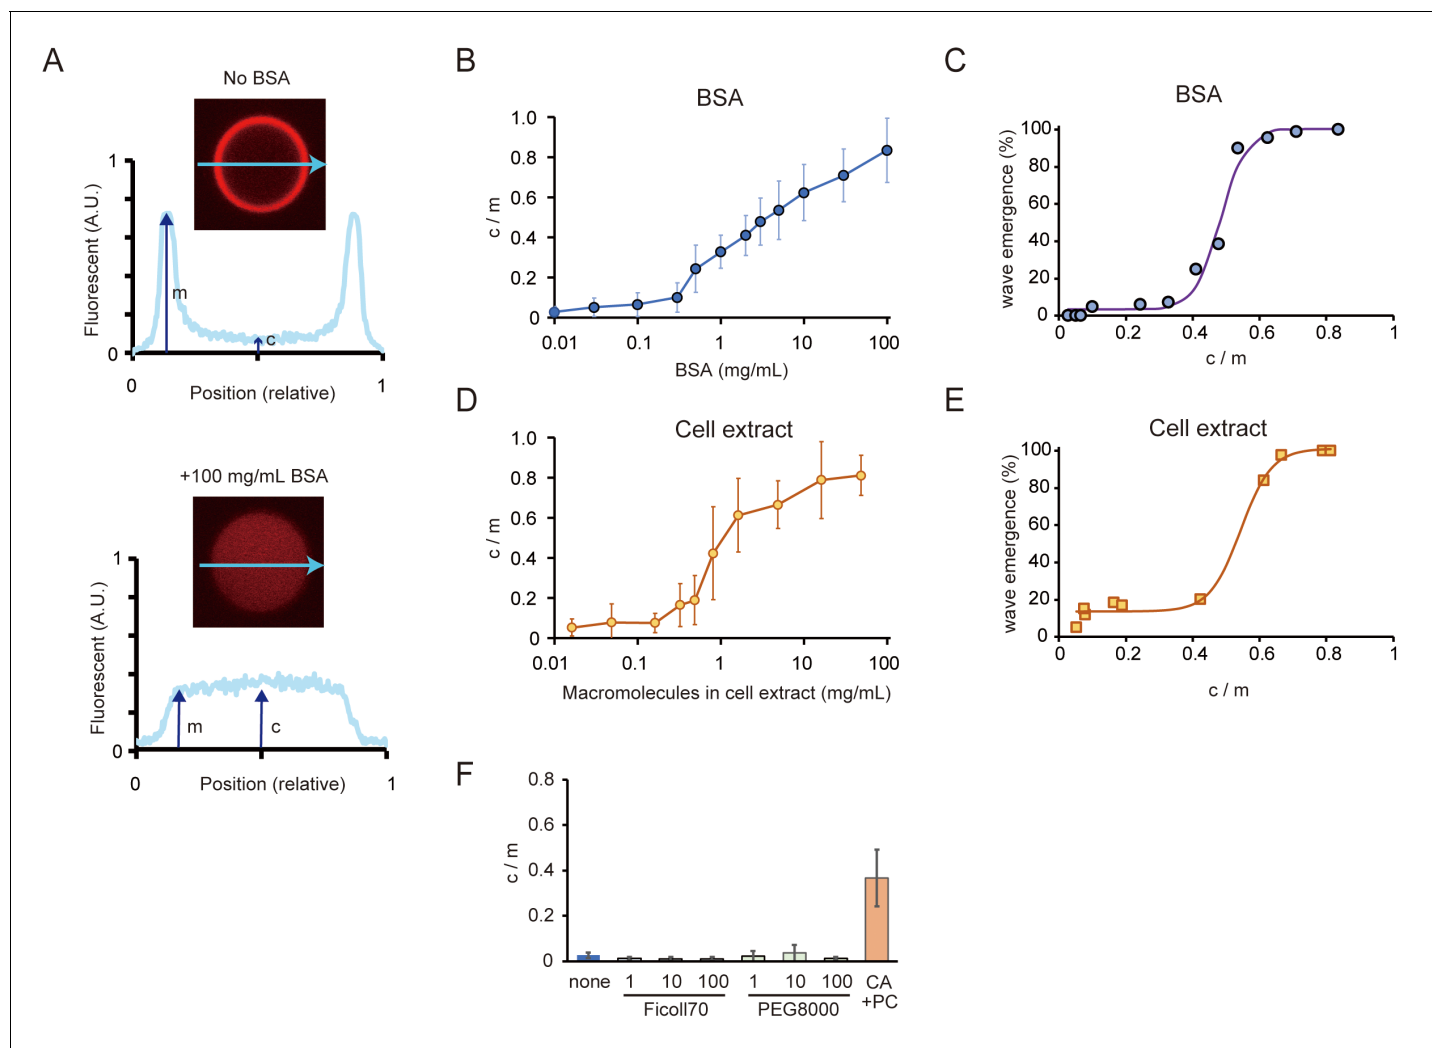 A
No BSA
1
Fluorescent (A.U.)
m
c
0
0
1
Position (relative)
+100 mg/mL BSA
1
Fluorescent (A.U.)
m
c
0
0
1
Position (relative)
B
BSA
1.0
0.8
0.6
0.4
0.2
0
c / m
0.01
0.1
1
10
100
BSA (mg/mL)
C
BSA
100
80
60
40
20
0
wave emergence (%)
0
0.2
0.4
0.6
0.8
1
c / m
D
Cell extract
1.0
0.8
0.6
0.4
0.2
0
c / m
0.01
0.1
1
10
100
Macromolecules in cell extract (mg/mL)
E
Cell extract
100
80
60
40
20
0
wave emergence (%)
0
0.2
0.4
0.6
0.8
1
c / m
F
0.8
0.6
0.4
0.2
0
c / m
none
1
10
100
1
10
100
CA
+PC
Ficoll70
PEG8000